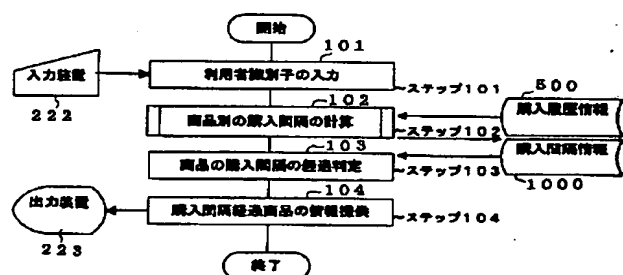 開始
101
入力装置
利用者識別子の入力
ステップ101
222
102
500
商品別の購入間隔の計算
購入履歴情報
ステップ102
103
購入間隔情報
商品の購入間隔の経過判定
ステップ103
104
1000
出力装置
購入間隔経過商品の情報提供
ステップ104
223
終了